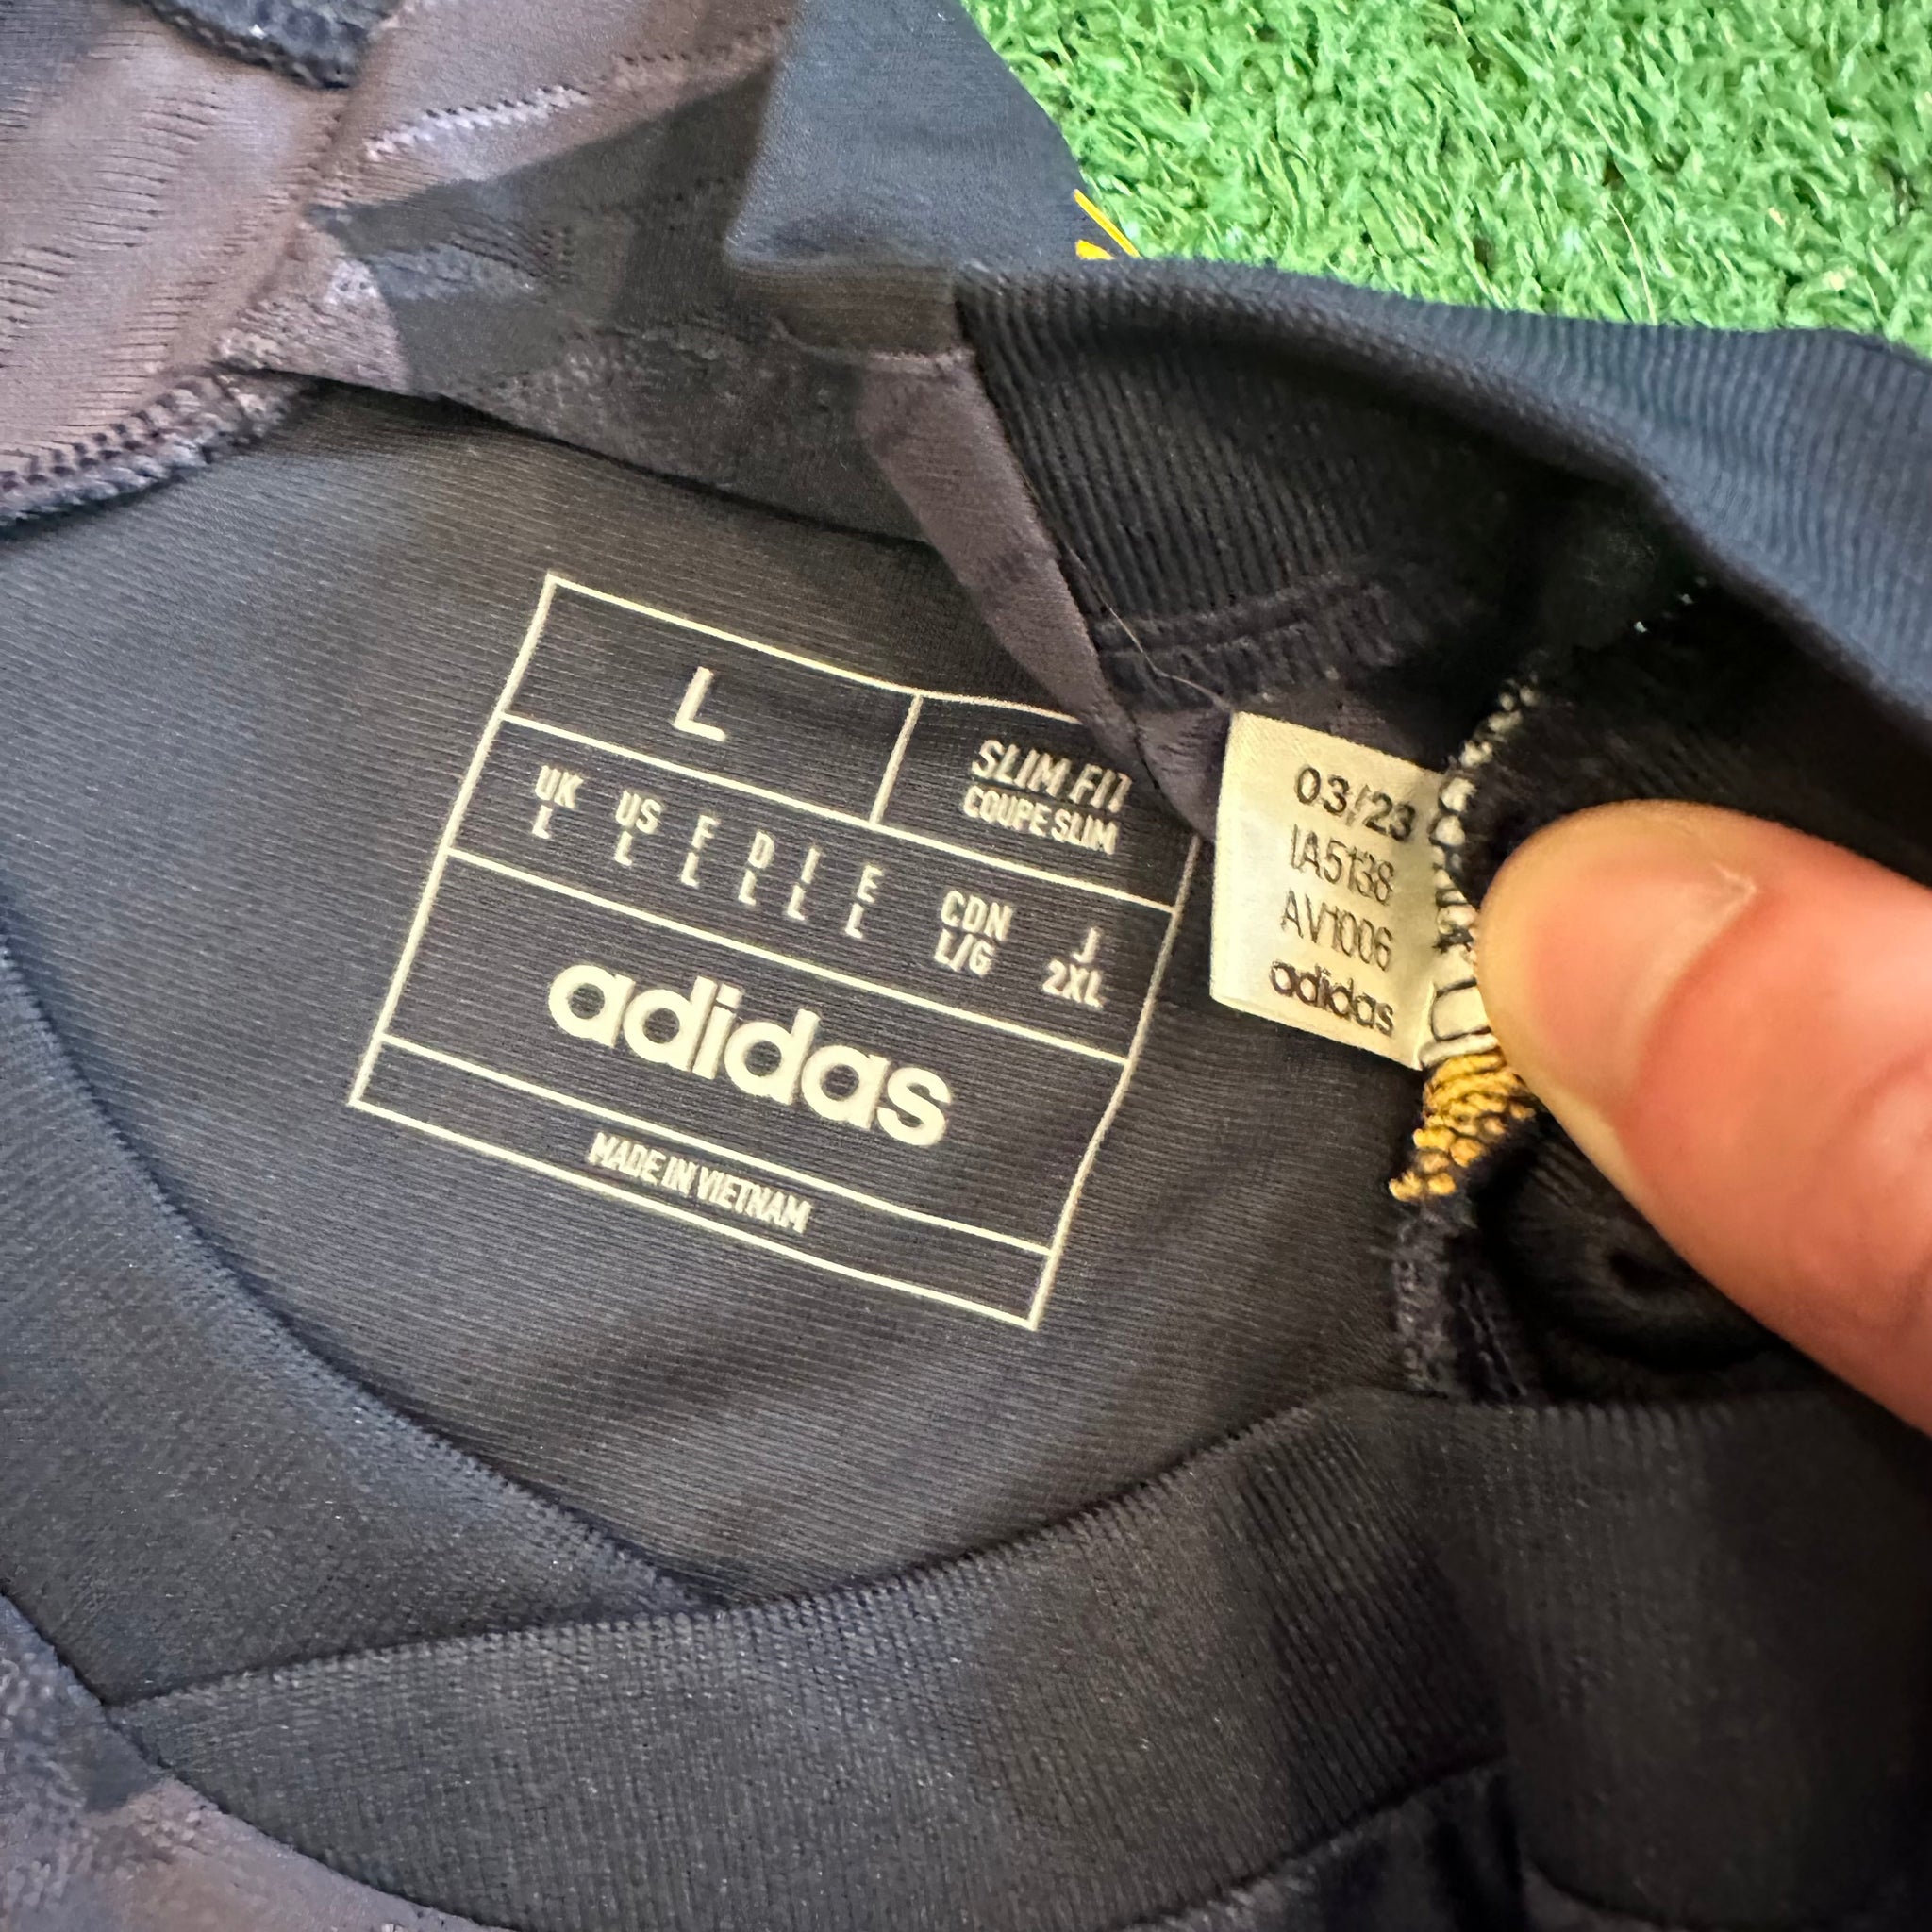 L
SLIM FIT
COUPE SLIM
UK US F D I E CDN J
L L L L L L L/G 2XL
adidas
MADE IN VIETNAM
03/23
IA5138
AV1006
adidas